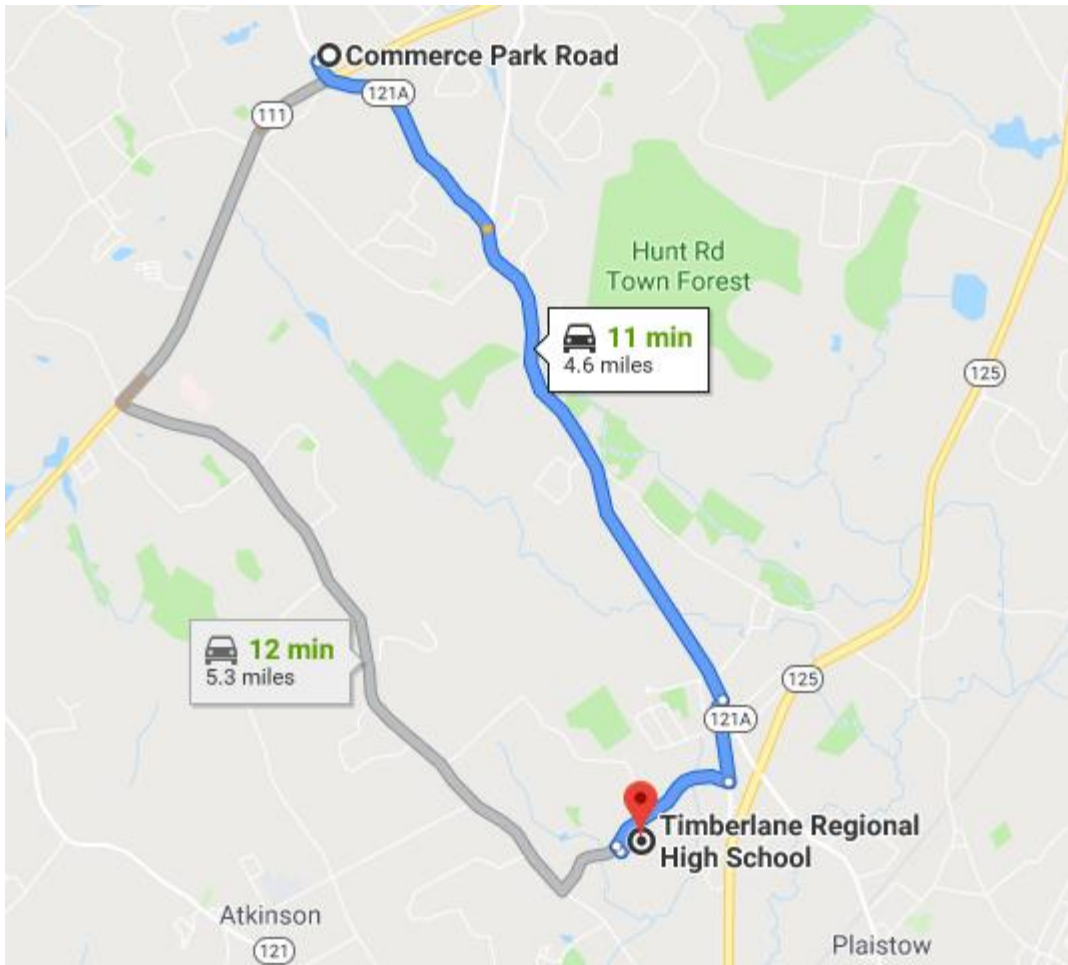 Commerce Park Road
121A
111
Hunt Rd
Town Forest
11 min
4.6 miles
125
12 min
5.3 miles
125
121A
Timberlane Regional
High School
Atkinson
121
Plaistow